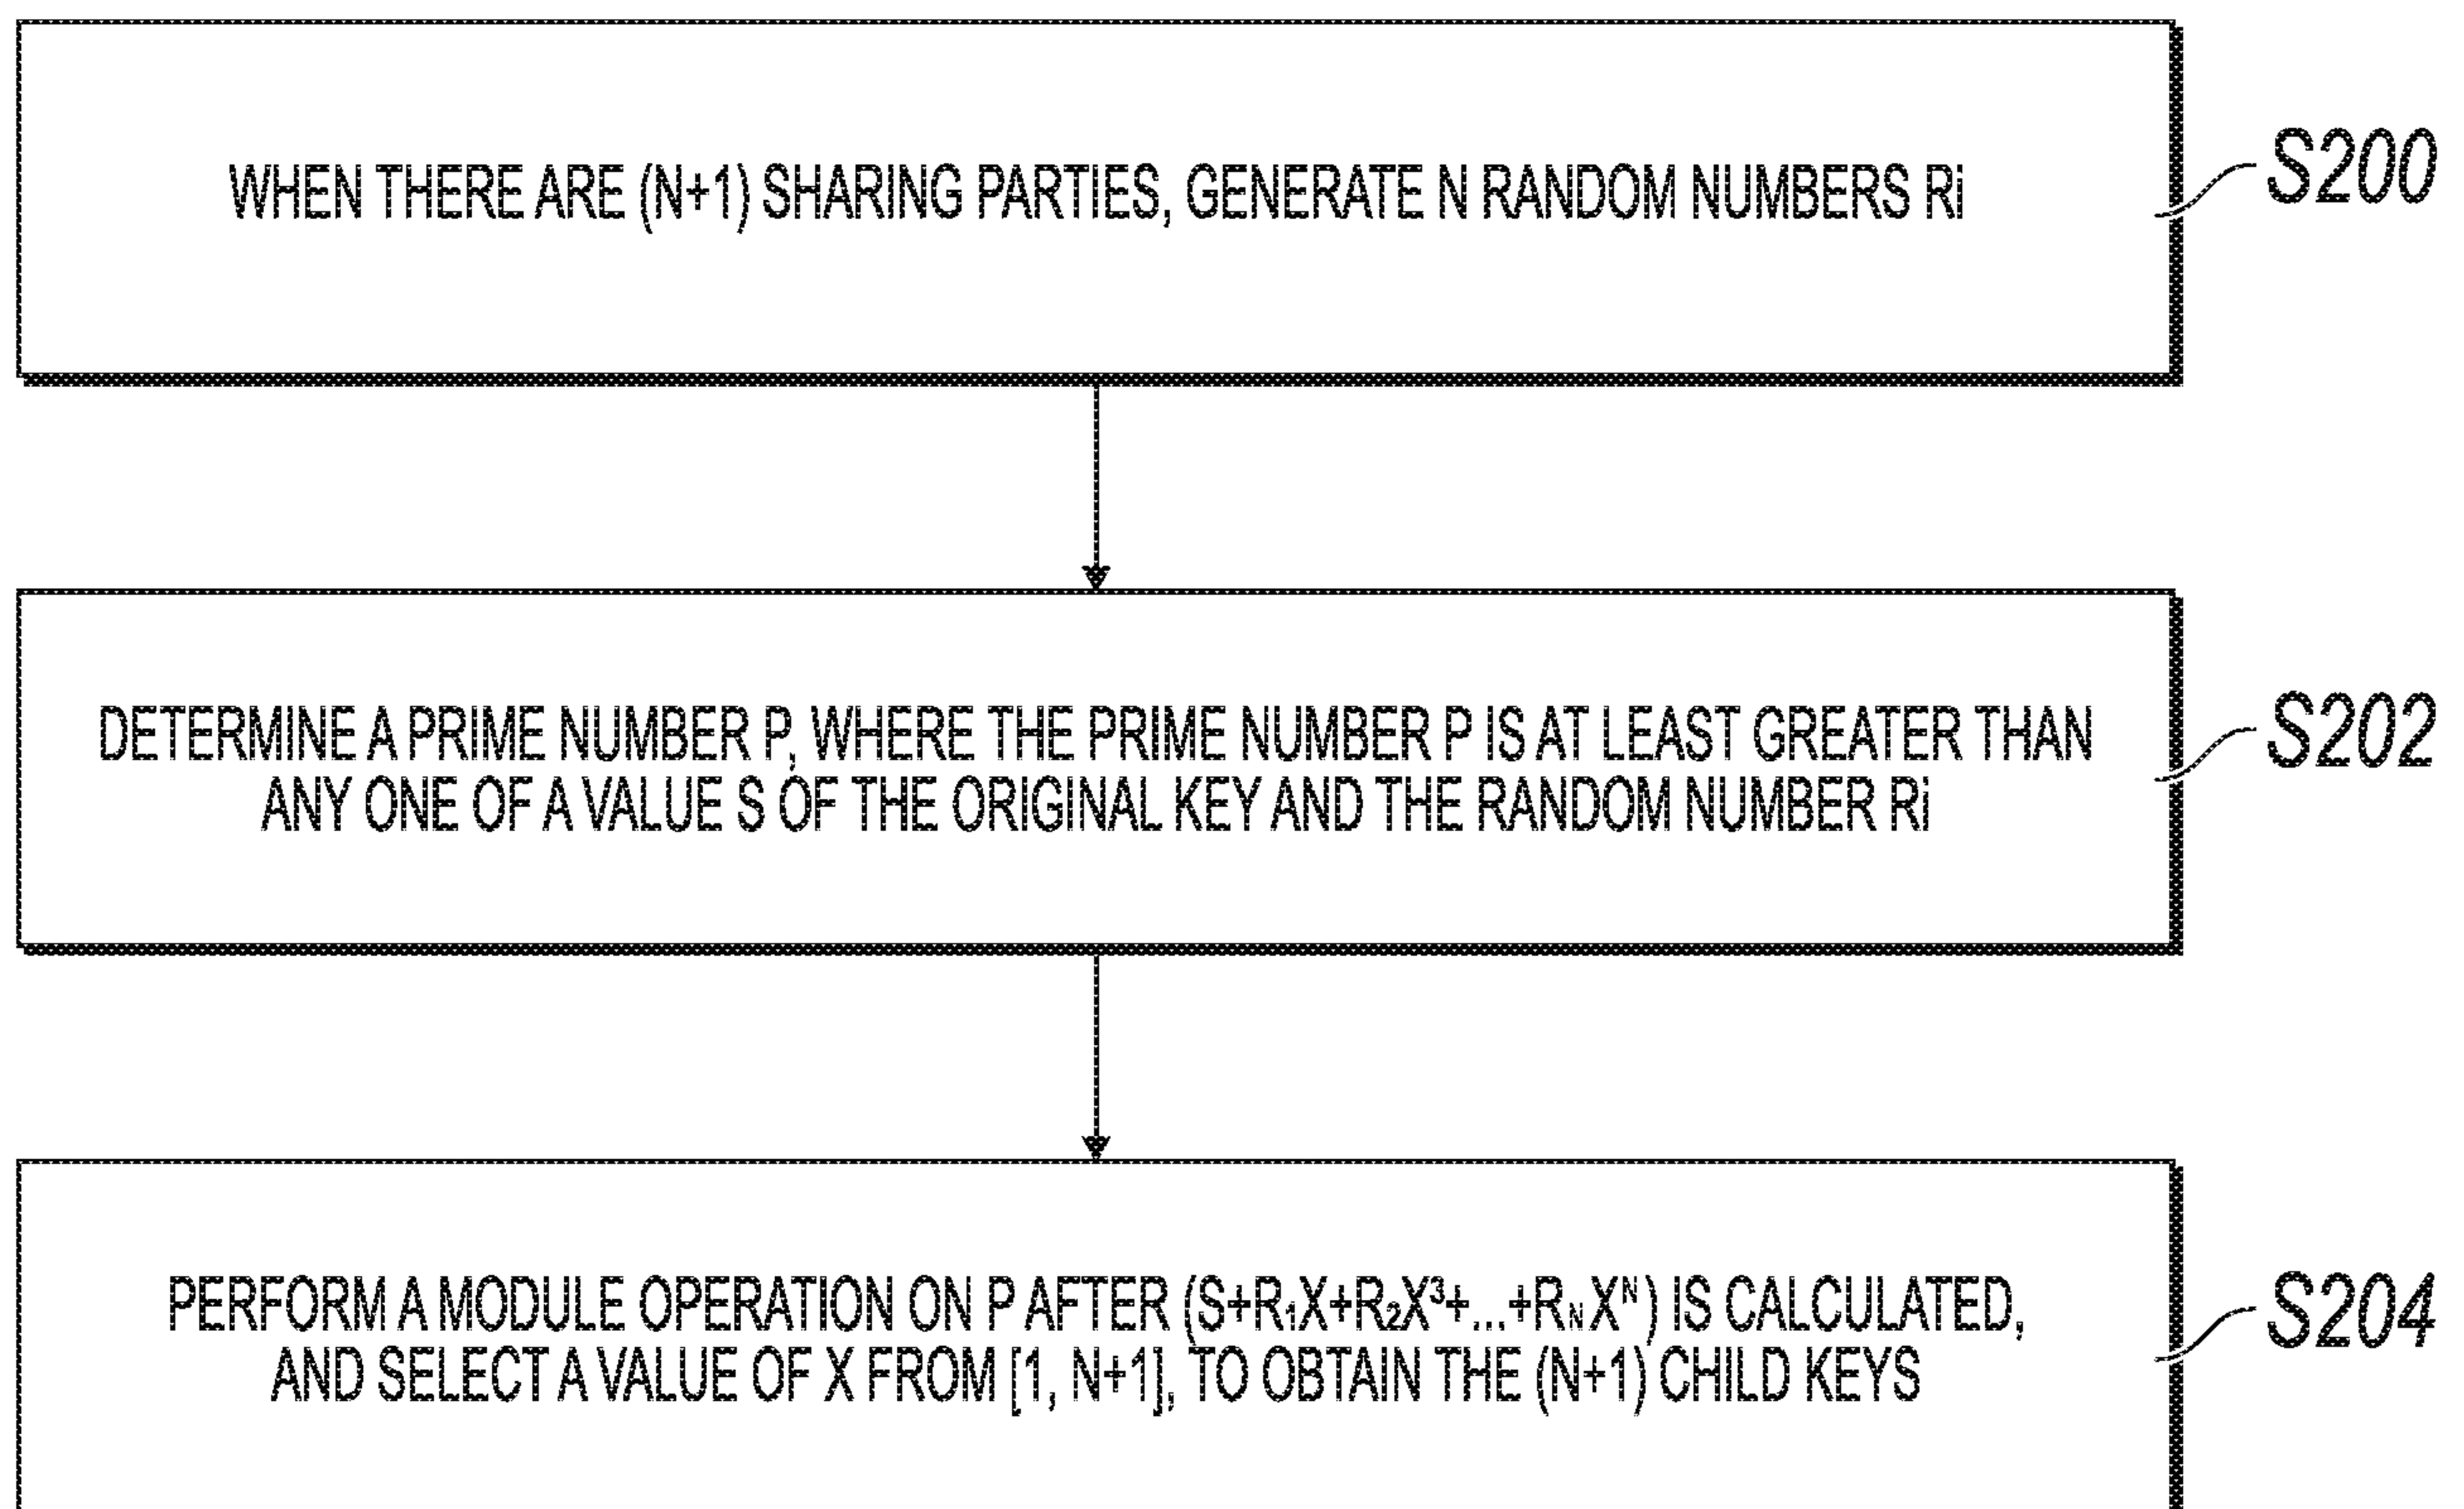 WHEN THERE ARE (N+1) SHARING PARTIES, GENERATE N RANDOM NUMBERS Ri
S200
DETERMINE A PRIME NUMBER P, WHERE THE PRIME NUMBER P IS AT LEAST GREATER THAN
ANY ONE OF A VALUE S OF THE ORIGINAL KEY AND THE RANDOM NUMBER Ri
S202
PERFORM A MODULE OPERATION ON P AFTER (S+R₁X+R₂X³+...+R_N X^N) IS CALCULATED,
AND SELECT A VALUE OF X FROM [1, N+1], TO OBTAIN THE (N+1) CHILD KEYS
S204